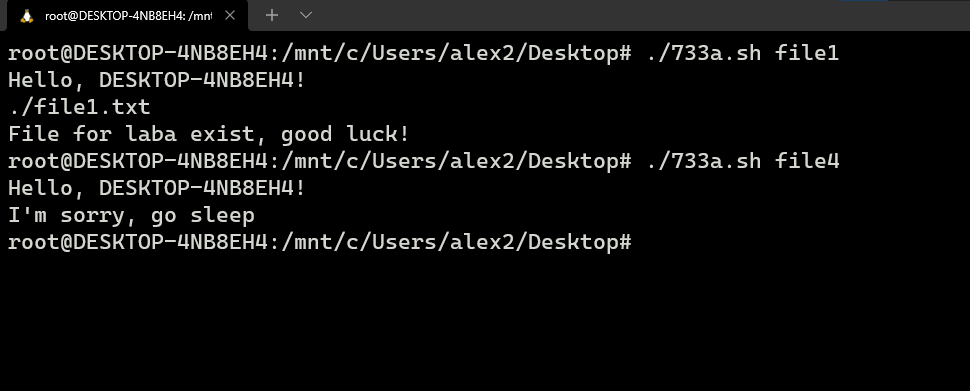 root@DESKTOP-4NB8EH4: /mnt
root@DESKTOP-4NB8EH4:/mnt/c/Users/alex2/Desktop# ./733a.sh file1
Hello, DESKTOP-4NB8EH4!
./file1.txt
File for laba exist, good luck!
root@DESKTOP-4NB8EH4:/mnt/c/Users/alex2/Desktop# ./733a.sh file4
Hello, DESKTOP-4NB8EH4!
I'm sorry, go sleep
root@DESKTOP-4NB8EH4:/mnt/c/Users/alex2/Desktop#